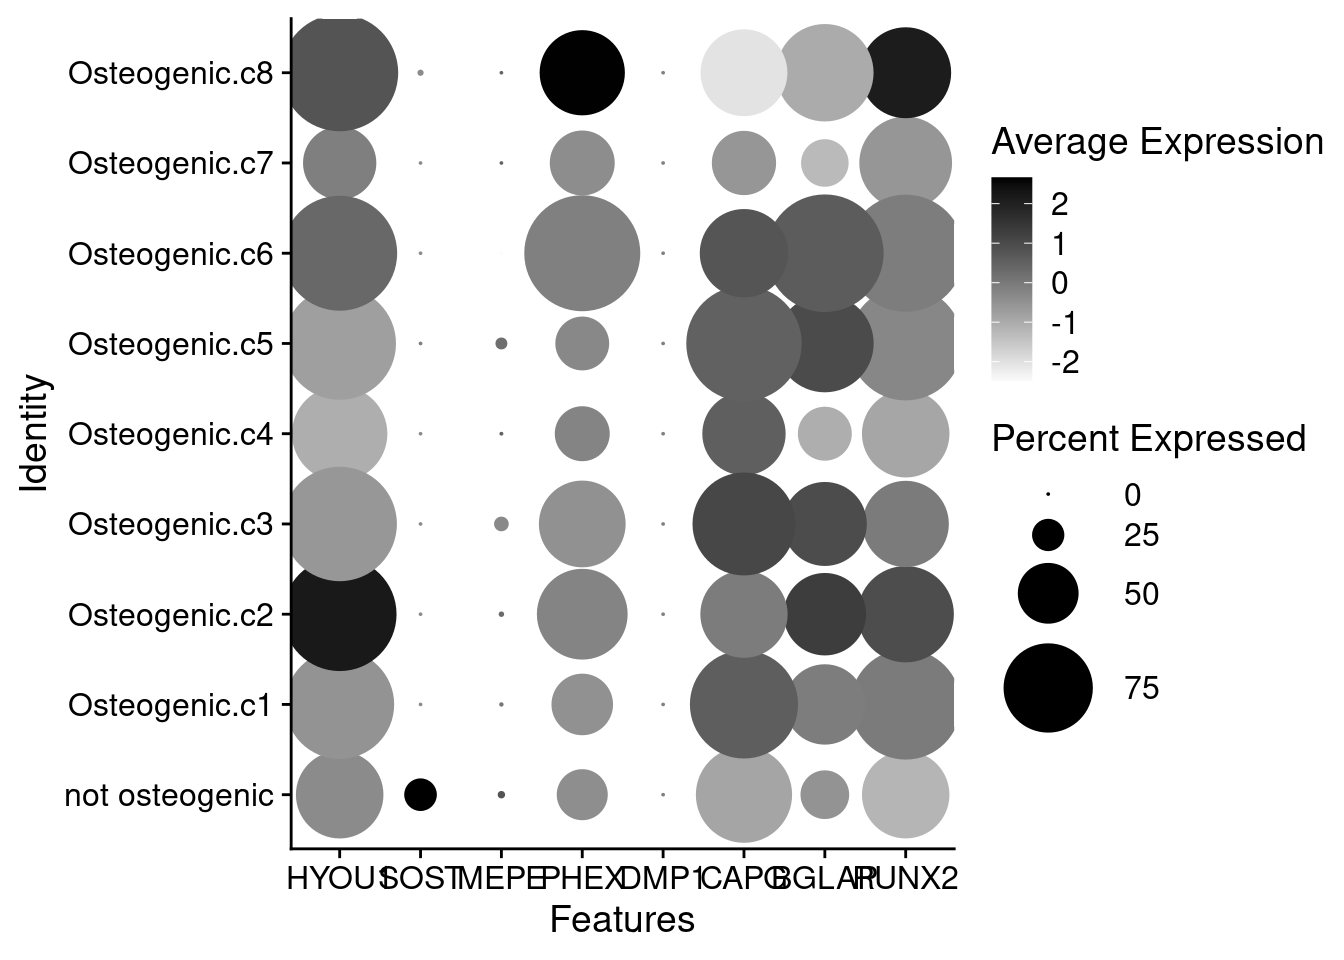 Osteogenic.c8
Osteogenic.c7
Osteogenic.c6
Osteogenic.c5
Osteogenic.c4
Osteogenic.c3
Osteogenic.c2
Osteogenic.c1
not osteogenic
Identity
HYOU1 SOST MEPE PHEX DMP1 CAPG BGLAP RUNX2
Features
Average Expression
2
1
0
-1
-2
Percent Expressed
0
25
50
75